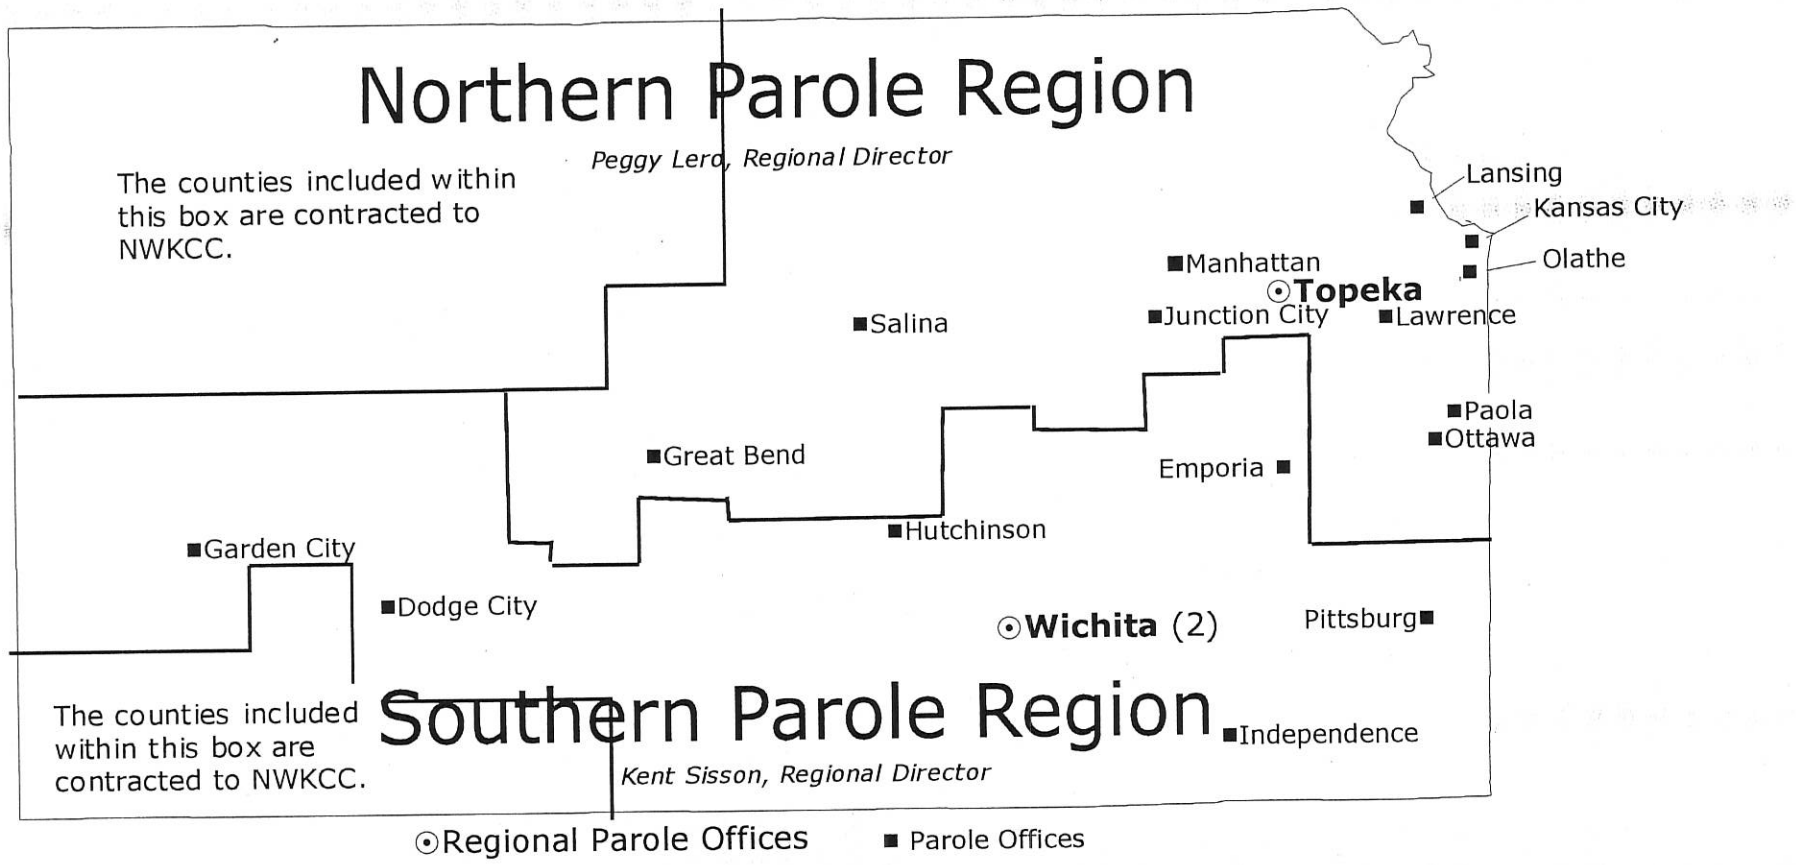 Northern Parole Region
Peggy Lero, Regional Director
The counties included within
this box are contracted to
NWKCC.
Lansing
Kansas City
Olathe
Manhattan
Topeka
Junction City
Lawrence
Salina
Paola
Ottawa
Great Bend
Emporia
Hutchinson
Garden City
Dodge City
Wichita (2)
Pittsburg
The counties included
within this box are
contracted to NWKCC.
Southern Parole Region
Kent Sisson, Regional Director
Independence
Regional Parole Offices
Parole Offices